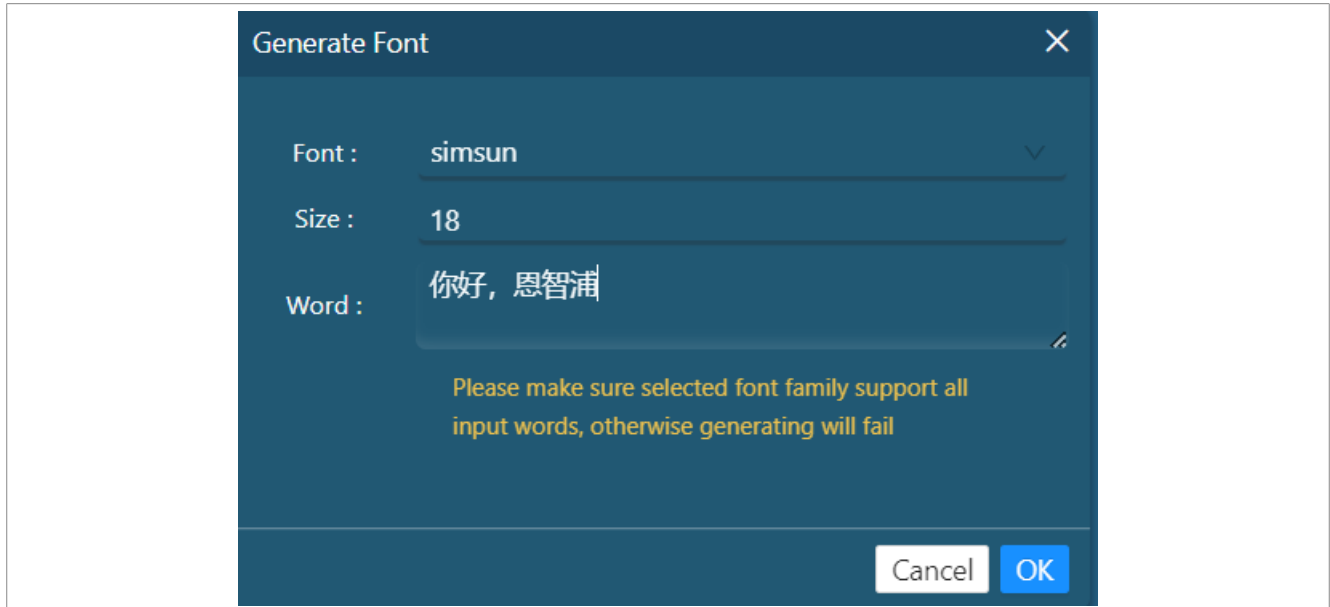 Generate Font
Font :
simsun
Size :
18
Word :
你好，恩智浦
Please make sure selected font family support all
input words, otherwise generating will fail
Cancel
OK